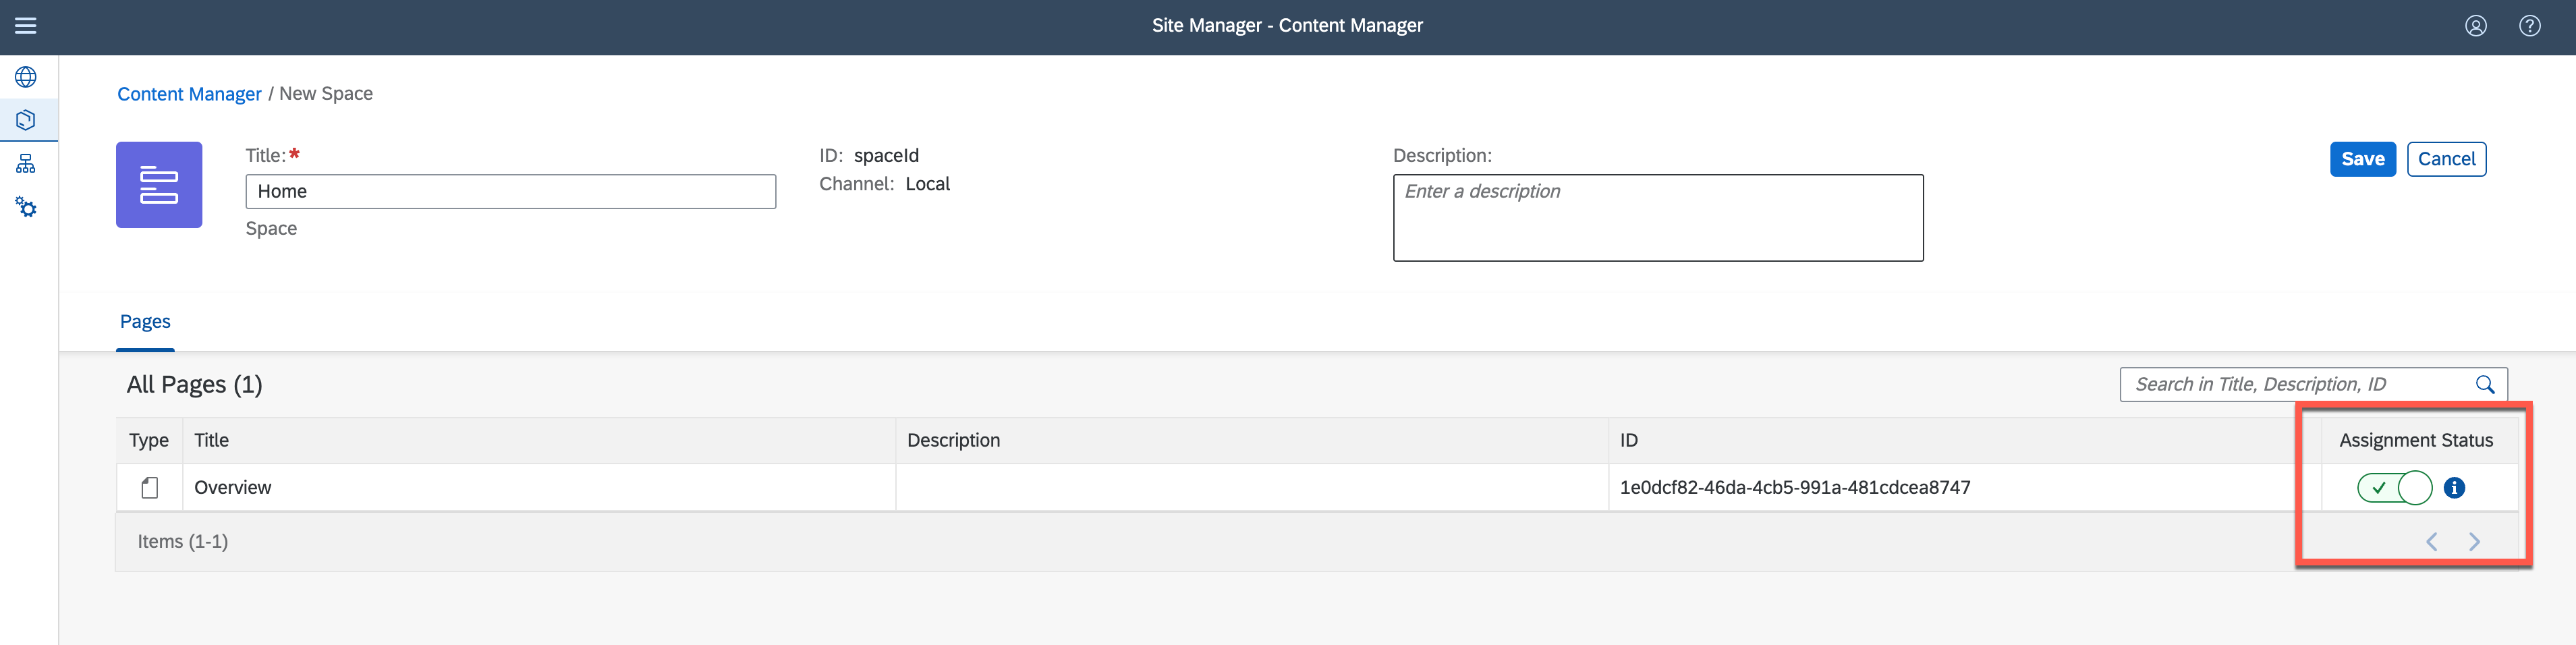 Site Manager - Content Manager
Content Manager / New Space
Title:*
Home
Space
ID: spaceId
Channel: Local
Description:
Enter a description
Save
Cancel
Pages
All Pages (1)
Search in Title, Description, ID
Type Title Description ID Assignment Status
Overview 1e0dcf82-46da-4cb5-991a-481cdcea8747
Items (1-1)